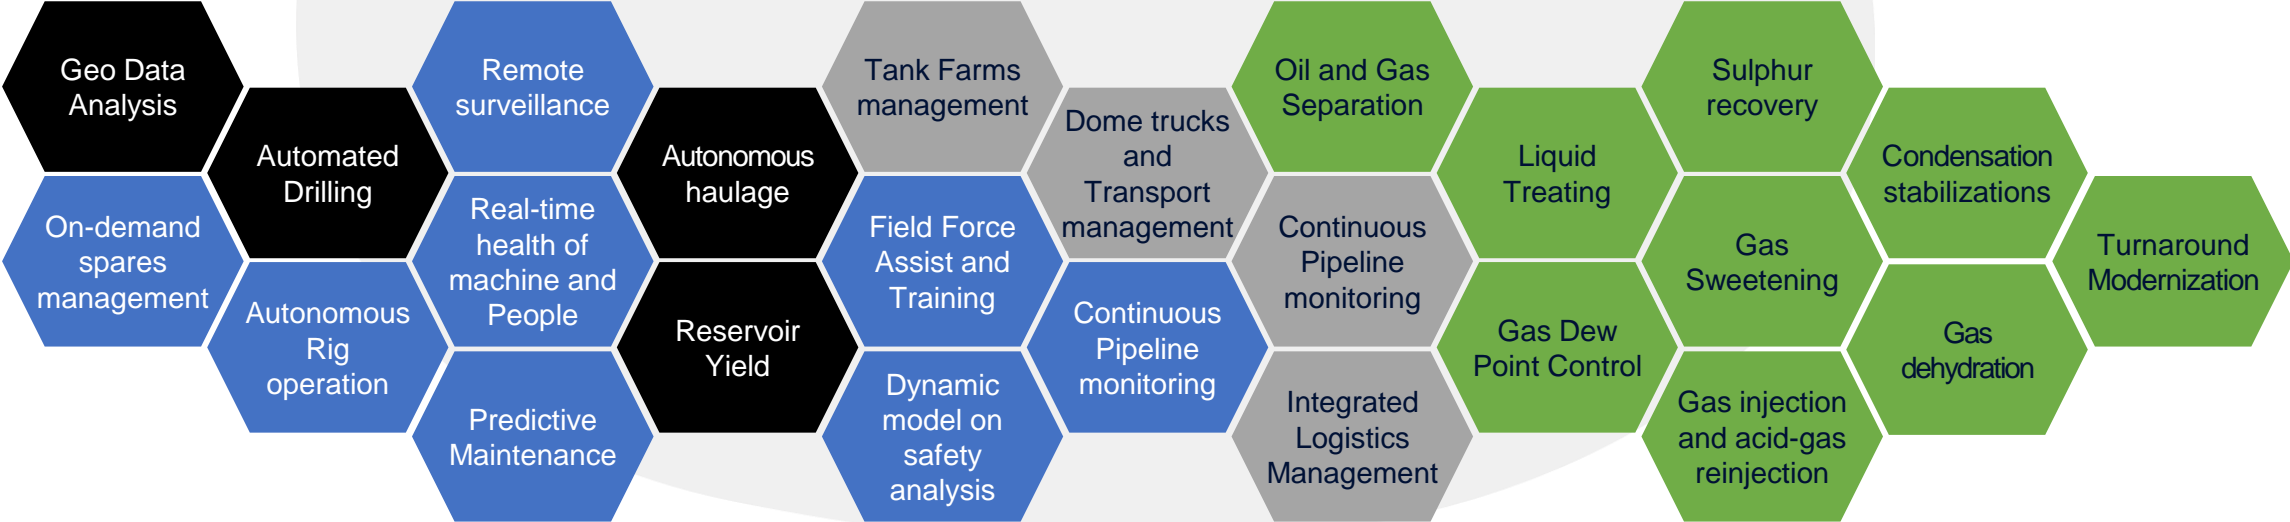 Geo Data
Analysis
On-demand
spares
management
Automated
Drilling
Autonomous
Rig
operation
Remote
surveillance
Real-time
health of
machine and
People
Predictive
Maintenance
Autonomous
haulage
Reservoir
Yield
Tank Farms
management
Field Force
Assist and
Training
Dynamic
model on
safety
analysis
Dome trucks
and
Transport
management
Continuous
Pipeline
monitoring
Oil and Gas
Separation
Continuous
Pipeline
monitoring
Integrated
Logistics
Management
Liquid
Treating
Gas Dew
Point Control
Sulphur
recovery
Gas
Sweetening
Gas injection
and acid-gas
reinjection
Condensation
stabilizations
Gas
dehydration
Turnaround
Modernization